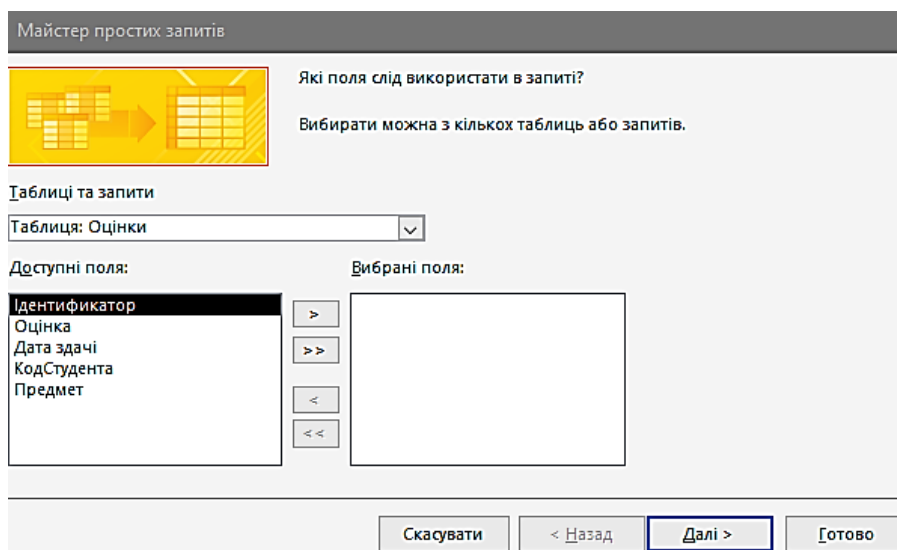 Майстер простих запитів
Які поля слід використати в запиті?
Вибирати можна з кількох таблиць або запитів.
Таблиці та запити
Таблиця: Оцінки
Доступні поля:
Вибрані поля:
Ідентификатор
Оцінка
Дата здачі
КодСтудента
Предмет
>
>>
<
<<
Скасувати
< Назад
Далі >
Готово